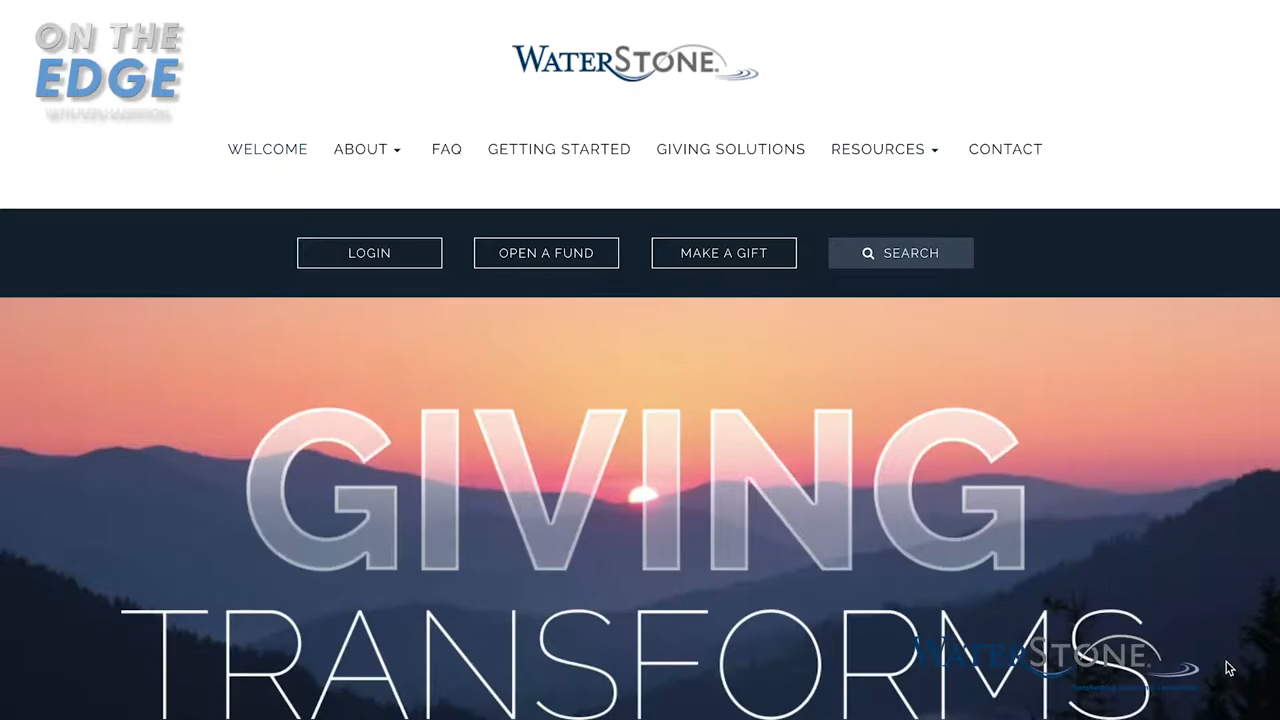 ON THE
EDGE
WATERSTONE.
WELCOME ABOUT FAQ GETTING STARTED GIVING SOLUTIONS RESOURCES CONTACT
LOGIN OPEN A FUND MAKE A GIFT SEARCH
GIVING
TRANSFORMS
WATERSTONE.